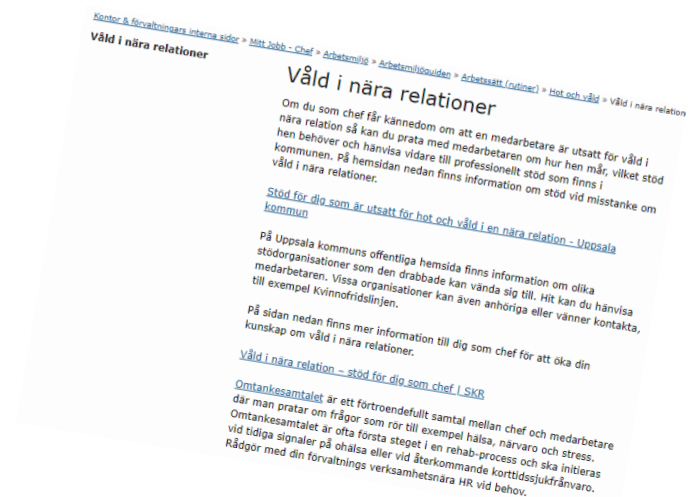 Kontor & förvaltningars interna sidor » Mitt Jobb - Chef » Arbetsmiljö » Arbetsmiljöguiden » Arbetssätt (rutiner) » Hot och våld » Våld i nära relation
Våld i nära relationer
Våld i nära relationer
Om du som chef får kännedom om att en medarbetare är utsatt för våld i
nära relation så kan du prata med medarbetaren om hur hen mår, vilket stöd
hen behöver och hänvisa vidare till professionellt stöd som finns i
kommunen. På hemsidan nedan finns information om stöd vid misstanke om
våld i nära relationer.
Stöd för dig som är utsatt för hot och våld i en nära relation - Uppsala
kommun
På Uppsala kommuns offentliga hemsida finns information om olika
stödorganisationer som den drabbade kan vända sig till. Hit kan du hänvisa
medarbetaren. Vissa organisationer kan även anhöriga eller vänner kontakta,
till exempel Kvinnofridslinjen.
På sidan nedan finns mer information till dig som chef för att öka din
kunskap om våld i nära relationer.
Våld i nära relation – stöd för dig som chef | SKR
Omtankesamtalet är ett förtroendefullt samtal mellan chef och medarbetare
där man pratar om frågor som rör till exempel hälsa, närvaro och stress.
Omtankesamtalet är ofta första steget i en rehab-process och ska initieras
vid tidiga signaler på ohälsa eller vid återkommande korttidssjukfrånvaro.
Rådgör med din förvaltnings verksamhetsnära HR vid behov.